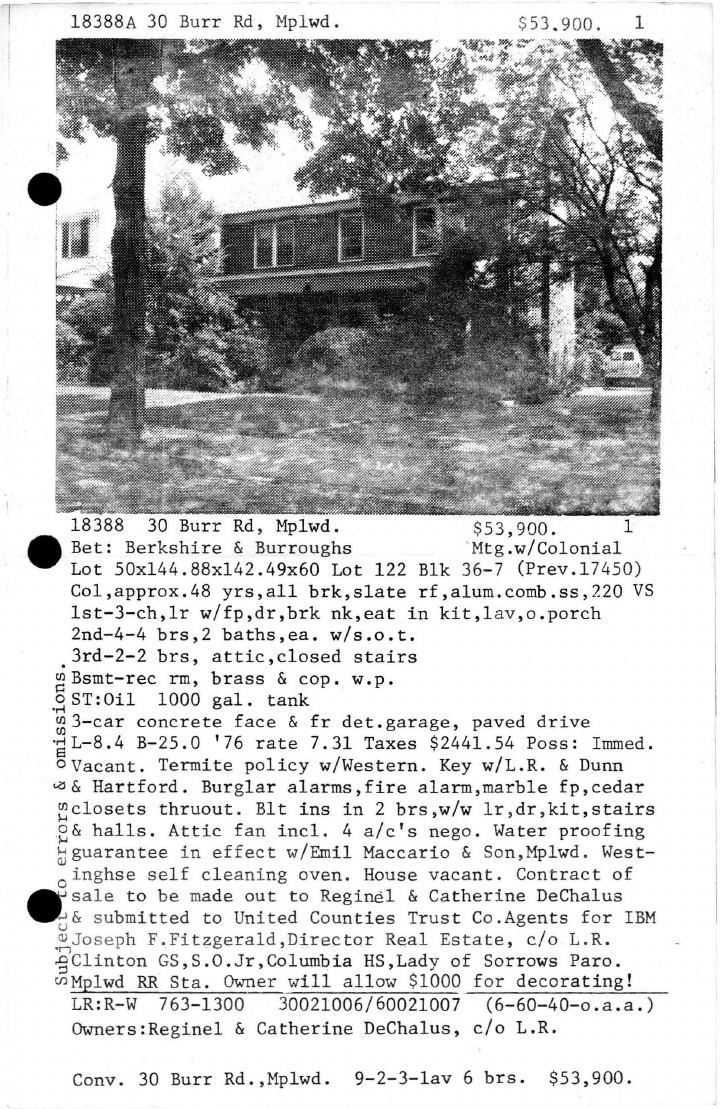 18388A 30 Burr Rd, Mplwd. $53.900. 1
18388 30 Burr Rd, Mplwd. $53,900. 1
Bet: Berkshire & Burroughs Mtg.w/Colonial
Lot 50x144.88x142.49x60 Lot 122 Blk 36-7 (Prev.17450)
Col,approx.48 yrs,all brk,slate rf,alum.comb.ss,220 VS
1st-3-ch,lr w/fp,dr,brk nk,eat in kit,lav,o.porch
2nd-4-4 brs,2 baths,ea. w/s.o.t.
3rd-2-2 brs, attic,closed stairs
Bsmt-rec rm, brass & cop. w.p.
ST:Oil 1000 gal. tank
3-car concrete face & fr det.garage, paved drive
L-8.4 B-25.0 '76 rate 7.31 Taxes $2441.54 Poss: Immed.
Vacant. Termite policy w/Western. Key w/L.R. & Dunn
& Hartford. Burglar alarms,fire alarm,marble fp,cedar
closets thruout. Blt ins in 2 brs,w/w lr,dr,kit,stairs
& halls. Attic fan incl. 4 a/c's nego. Water proofing
guarantee in effect w/Emil Maccario & Son,Mplwd. West-
inghse self cleaning oven. House vacant. Contract of
sale to be made out to Reginel & Catherine DeChalus
& submitted to United Counties Trust Co.Agents for IBM
Joseph F.Fitzgerald,Director Real Estate, c/o L.R.
Clinton GS,S.O.Jr,Columbia HS,Lady of Sorrows Paro.
Mplwd RR Sta. Owner will allow $1000 for decorating!
Subject to errors & omissions.
LR:R-W 763-1300 30021006/60021007 (6-60-40-o.a.a.)
Owners:Reginel & Catherine DeChalus, c/o L.R.
Conv. 30 Burr Rd.,Mplwd. 9-2-3-1av 6 brs. $53,900.